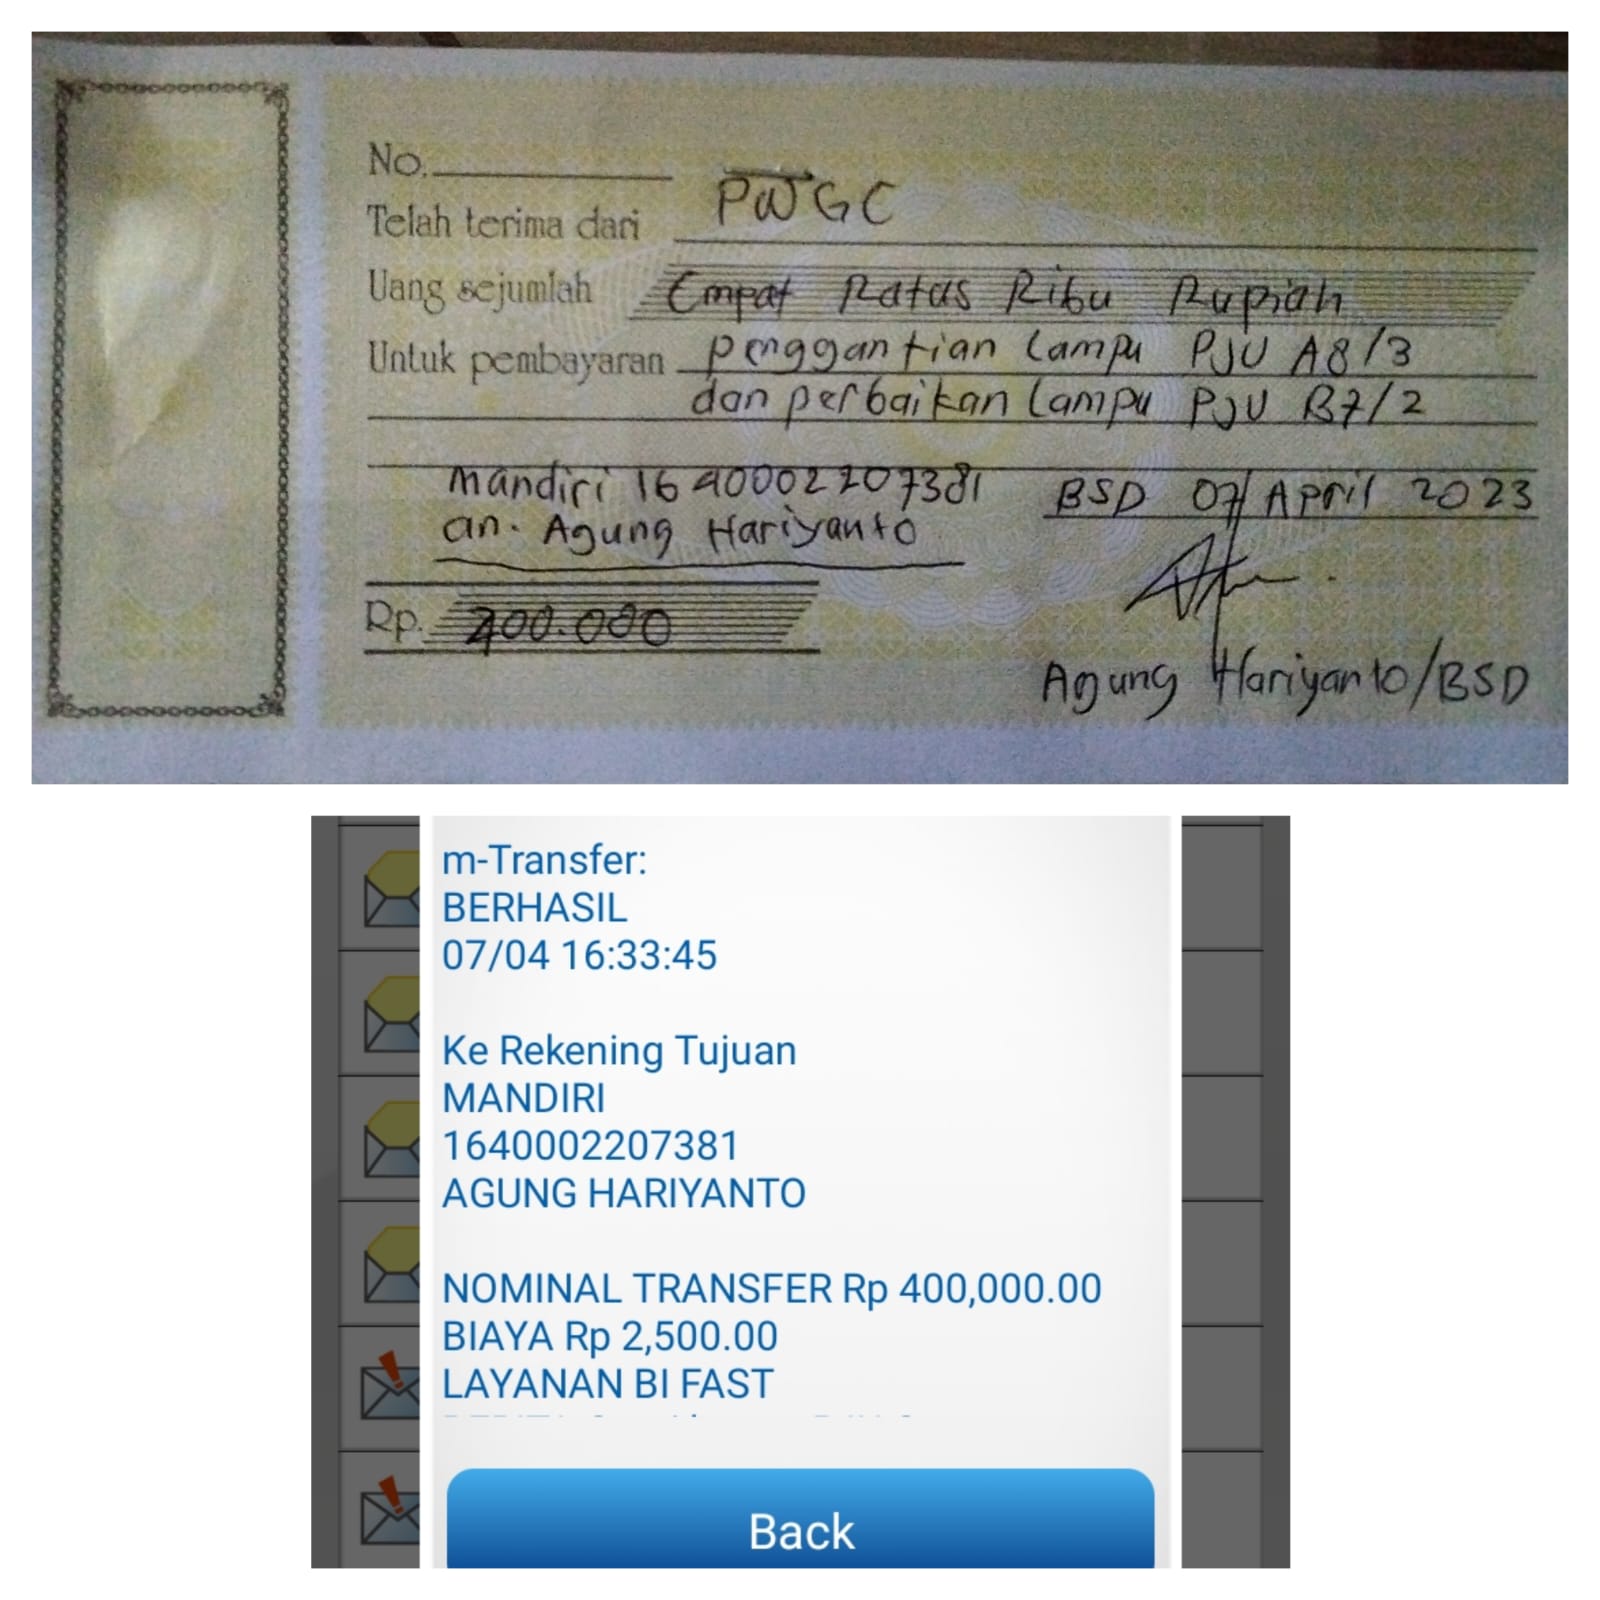 No.
Telah terima dari PWGC
Uang sejumlah Empat Ratus Ribu Rupiah
Untuk pembayaran penggantian lampu PJU A8/3
dan perbaikan lampu PJU B7/2
mandiri 1640002207381
an. Agung Hariyanto
BSD 07/April 2023
Rp. 400.000
Agung Hariyanto/BSD
m-Transfer:
BERHASIL
07/04 16:33:45
Ke Rekening Tujuan
MANDIRI
1640002207381
AGUNG HARIYANTO
NOMINAL TRANSFER Rp 400,000.00
BIAYA Rp 2,500.00
LAYANAN BI FAST
Back